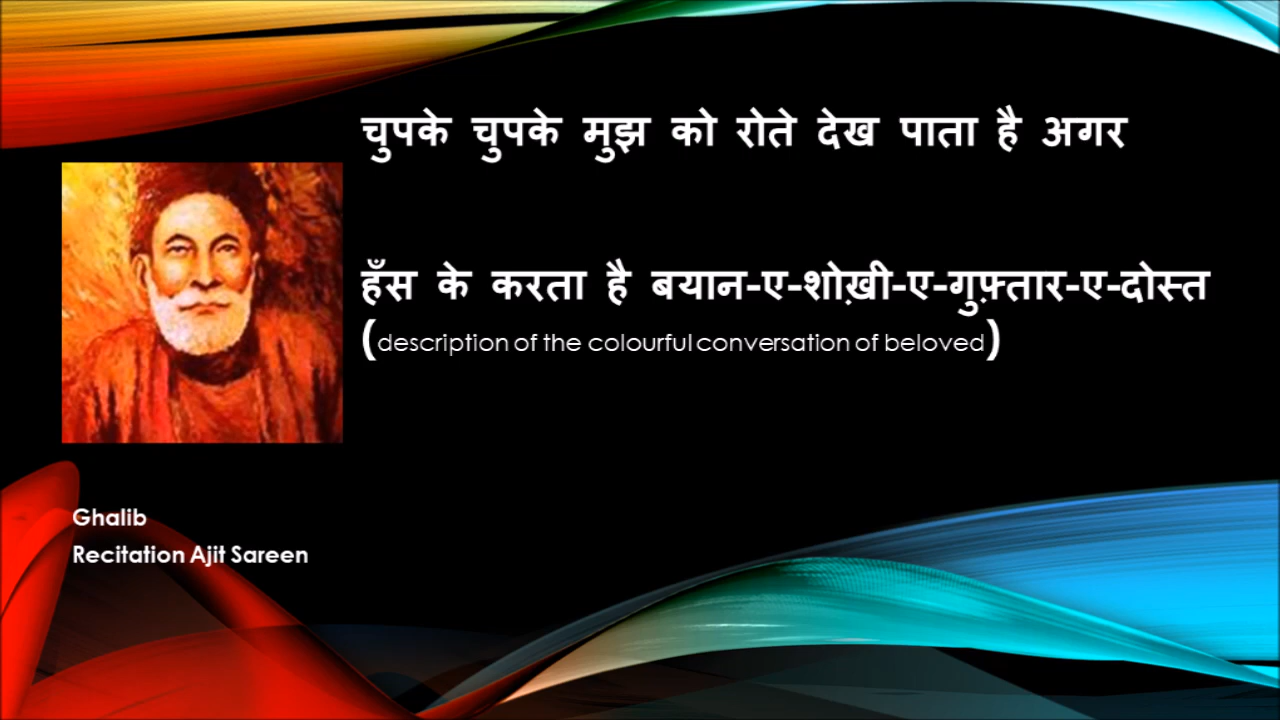 चुपके चुपके मुझ को रोते देख पाता है अगर
हँस के करता है बयान-ए-शोख़ी-ए-गुफ़्तार-ए-दोस्त
(description of the colourful conversation of beloved)
Ghalib
Recitation Ajit Sareen